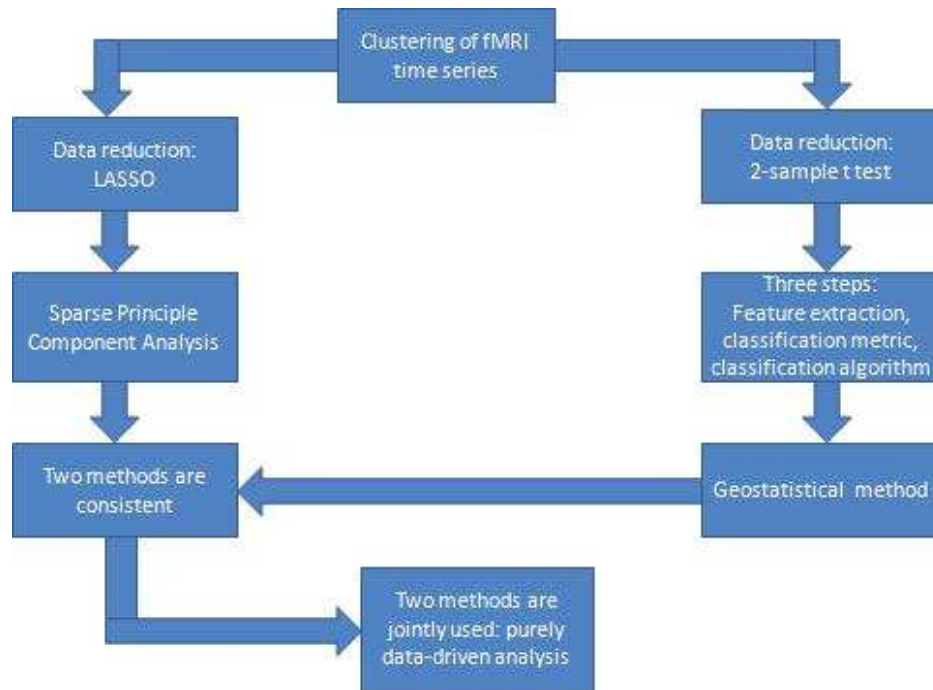 Clustering of fMRI
time series
Data reduction:
LASSO
Data reduction:
2-sample t test
Sparse Principle
Component Analysis
Three steps:
Feature extraction,
classification metric,
classification algorithm
Two methods are
consistent
Geostatistical method
Two methods are
jointly used: purely
data-driven analysis